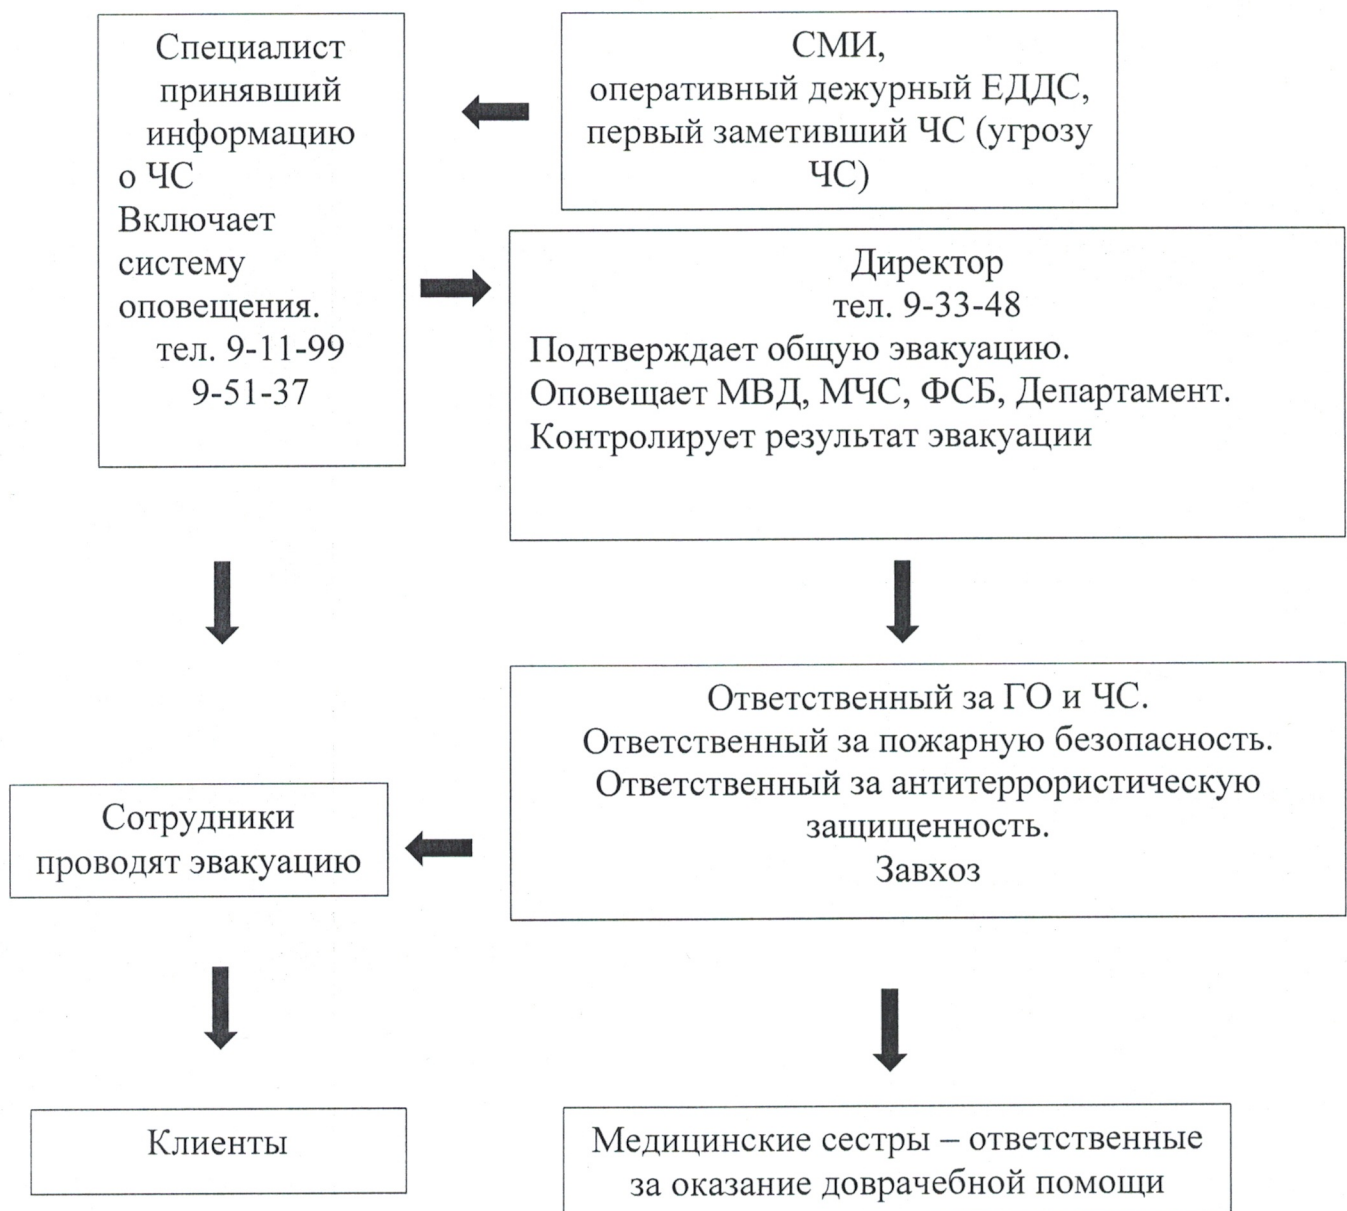 Специалист
принявший
информацию
о ЧС
Включает
систему
оповещения.
тел. 9-11-99
9-51-37
СМИ,
оперативный дежурный ЕДДС,
первый заметивший ЧС (угрозу
ЧС)
Директор
тел. 9-33-48
Подтверждает общую эвакуацию.
Оповещает МВД, МЧС, ФСБ, Департамент.
Контролирует результат эвакуации
Ответственный за ГО и ЧС.
Ответственный за пожарную безопасность.
Ответственный за антитеррористическую
защищенность.
Завхоз
Сотрудники
проводят эвакуацию
Клиенты
Медицинские сестры – ответственные
за оказание доврачебной помощи